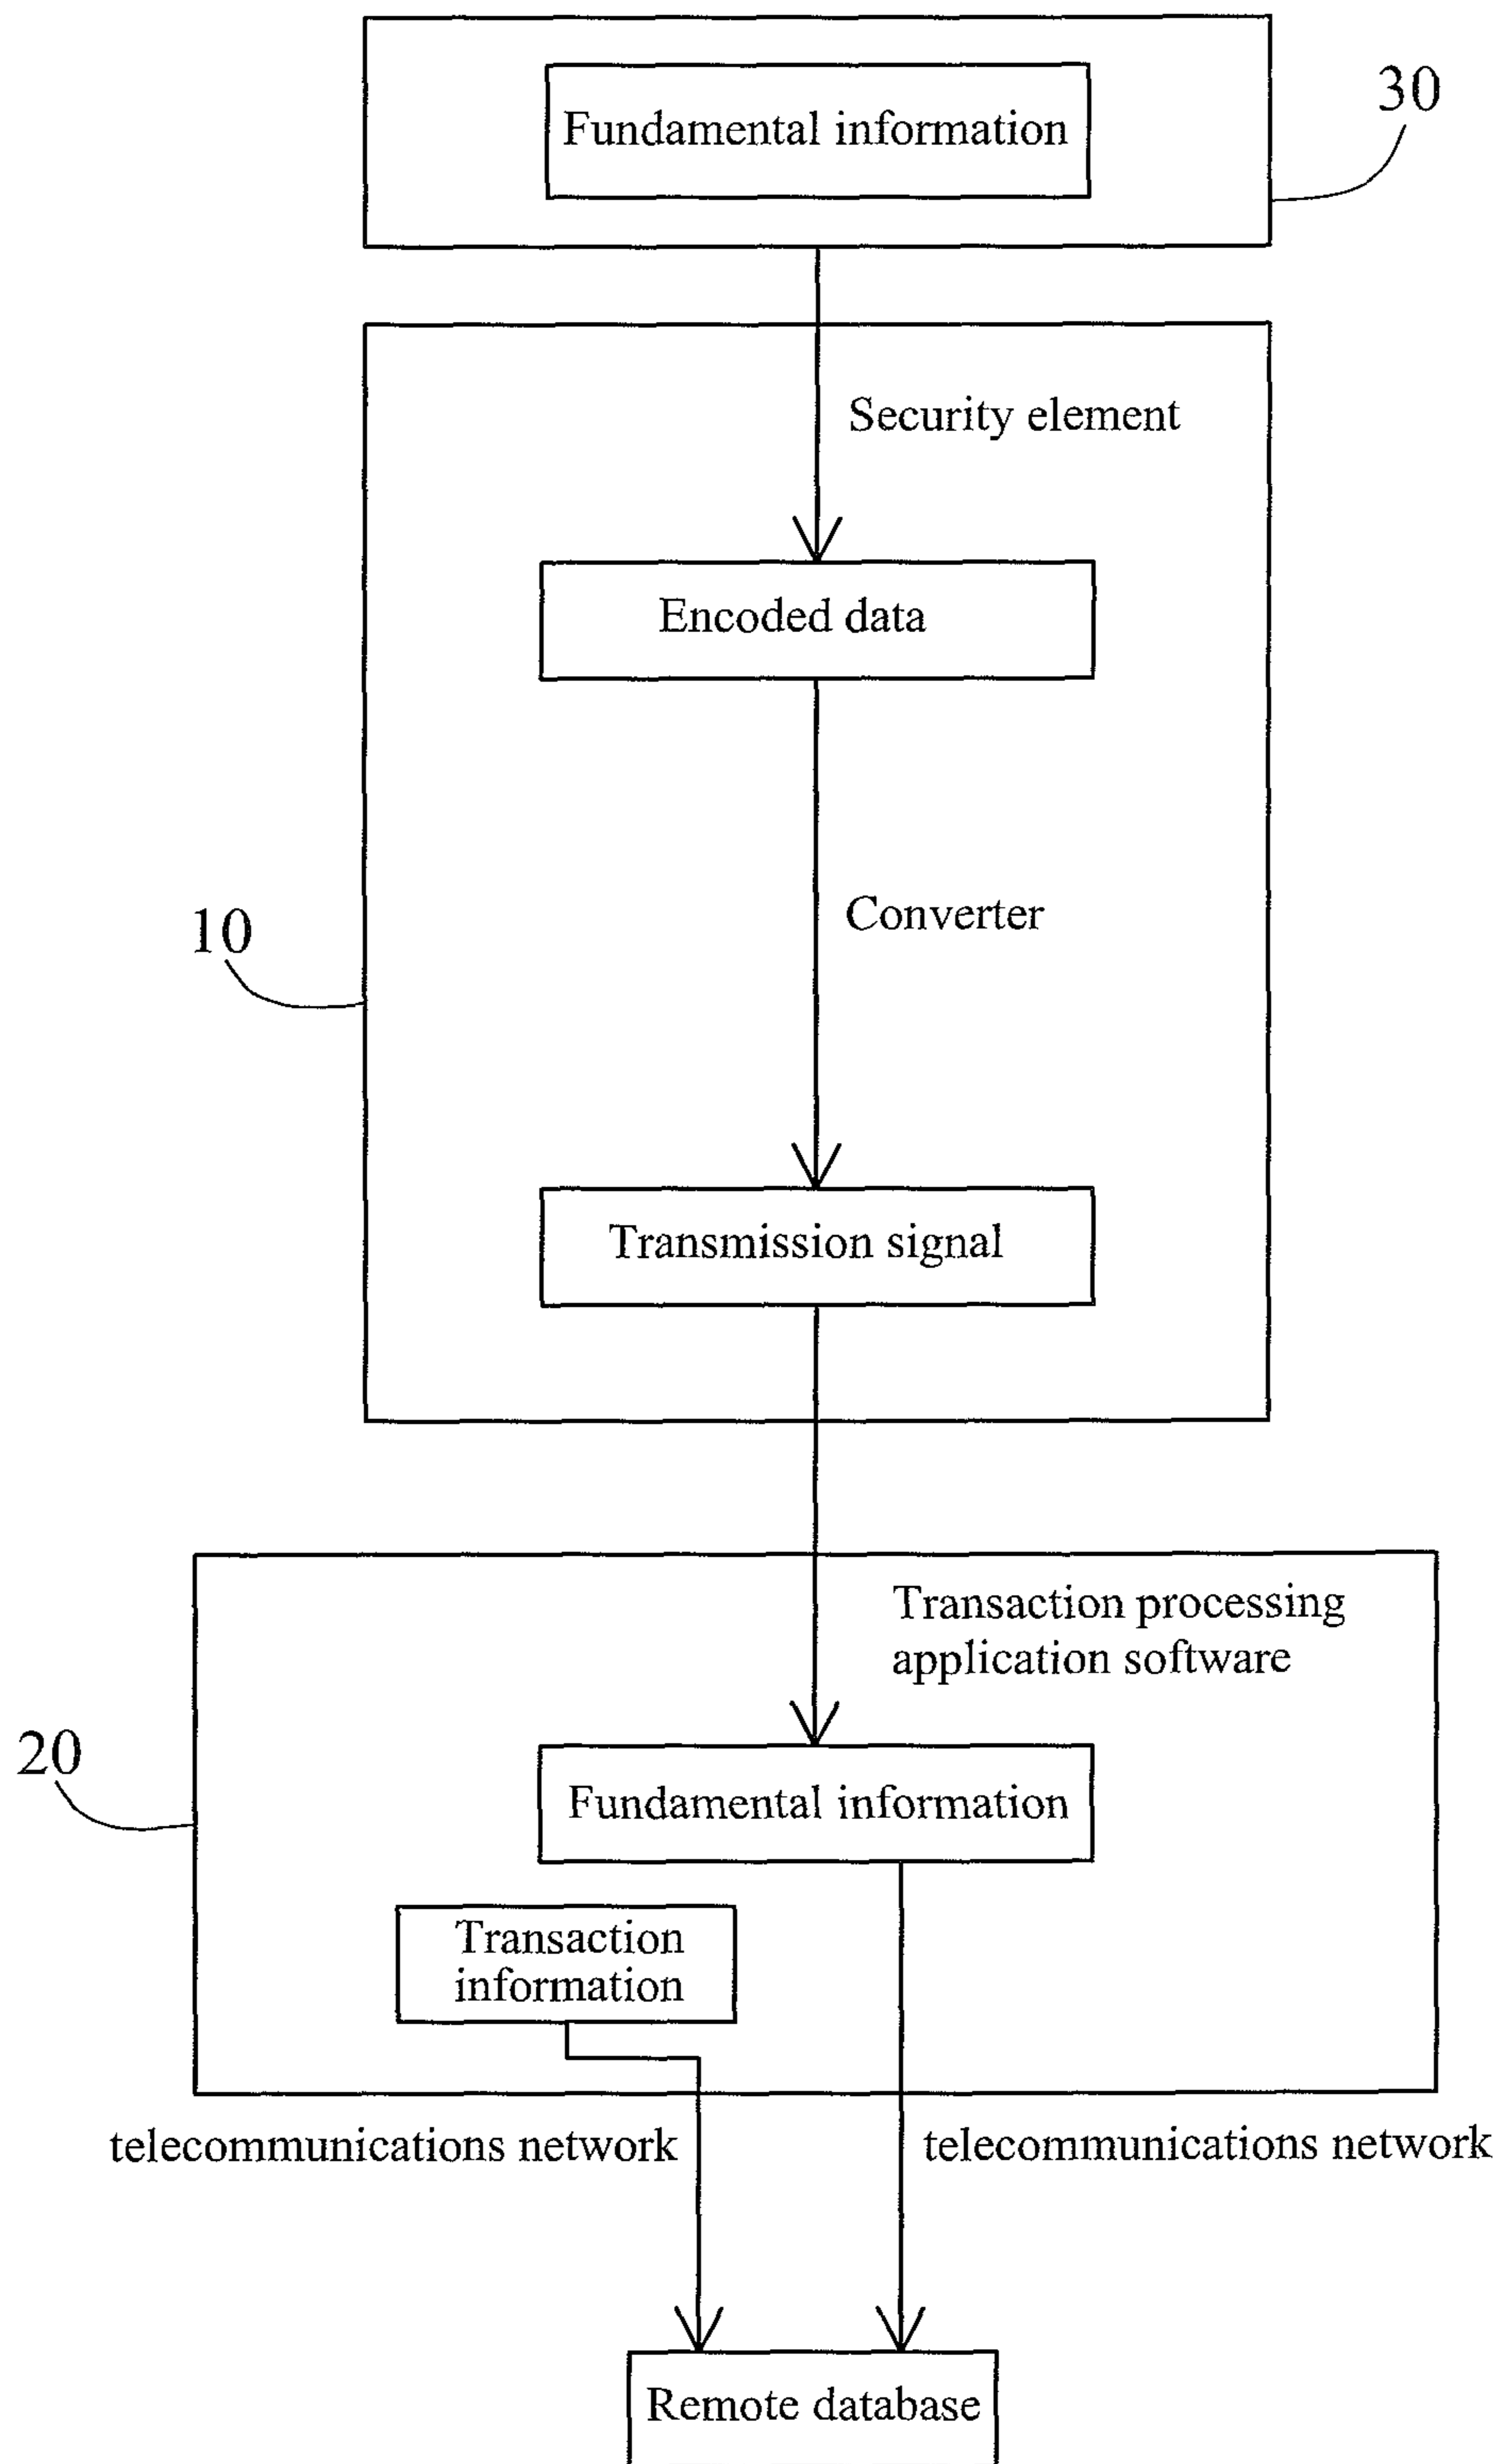 Fundamental information
30
Security element
Encoded data
10
Converter
Transmission signal
Transaction processing
application software
20
Fundamental information
Transaction
information
telecommunications network
telecommunications network
Remote database